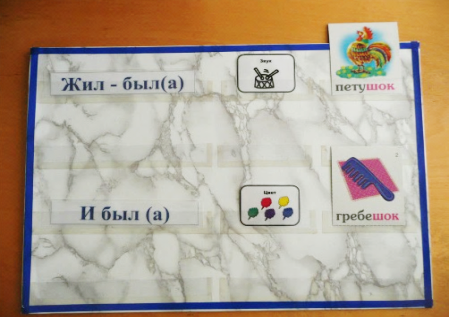 Жил - был(а)
Звук
петушок
И был (а)
Цвет
гребешок